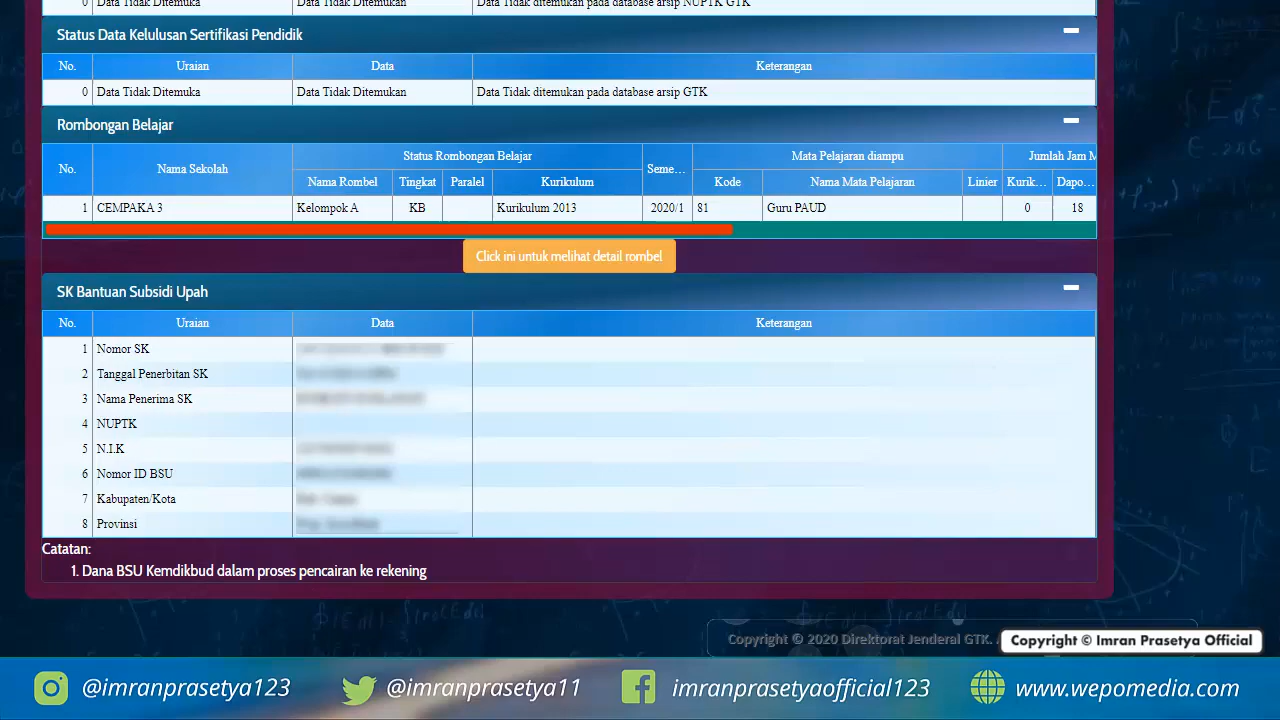 0 Data Tidak Ditemukan Data Tidak Ditemukan Data Tidak ditemukan pada database arsip NUPTK GTK
Status Data Kelulusan Sertifikasi Pendidik
No. Uraian Data Keterangan
0 Data Tidak Ditemuka Data Tidak Ditemukan Data Tidak ditemukan pada database arsip GTK
Rombongan Belajar
Status Rombongan Belajar Mata Pelajaran diampu Jumlah Jam M
No. Nama Sekolah Seme...
Nama Rombel Tingkat Paralel Kurikulum Kode Nama Mata Pelajaran Linier Kurik... Dapo...
1 CEMPAKA 3 Kelompok A KB Kurikulum 2013 2020/1 81 Guru PAUD 0 18
Click ini untuk melihat detail rombel
SK Bantuan Subsidi Upah
No. Uraian Data Keterangan
1 Nomor SK
2 Tanggal Penerbitan SK
3 Nama Penerima SK
4 NUPTK
5 N.I.K
6 Nomor ID BSU
7 Kabupaten/Kota
8 Provinsi
Catatan:
1. Dana BSU Kemdikbud dalam proses pencairan ke rekening
Copyright © 2020 Direktorat Jenderal GTK.
Copyright © Imran Prasetya Official
@imranprasetya123 @imranprasetya11 imranprasetyaofficial123 www.wepomedia.com